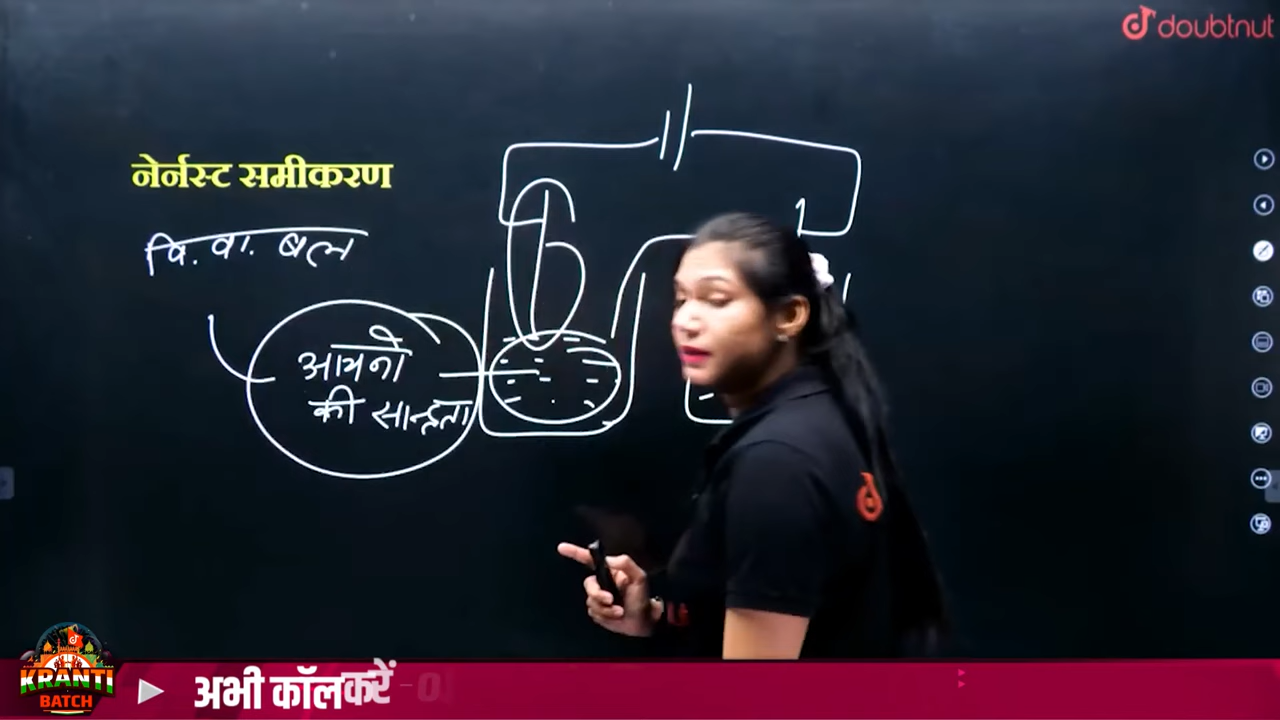 doubtnut
नेर्नस्ट समीकरण
वि. वा. बल
आयनो
की सान्द्रता
KRANTI
BATCH
अभी कॉल करें